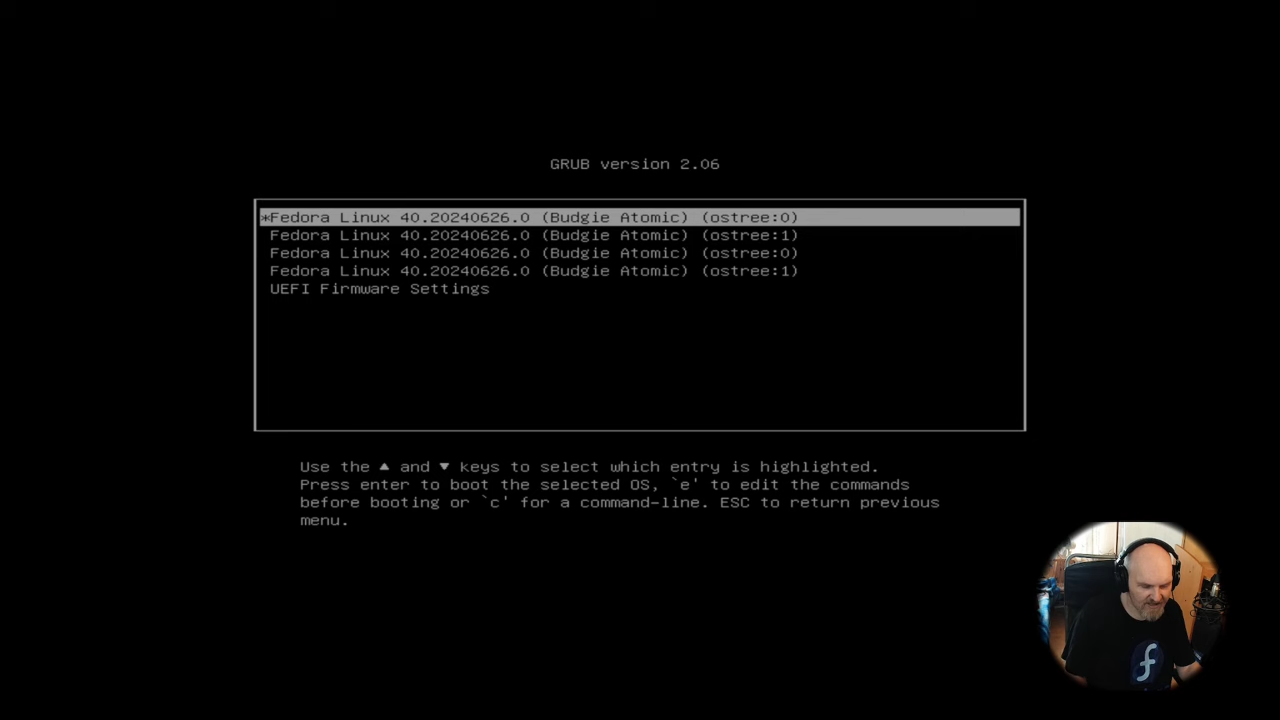 GRUB version 2.06
*Fedora Linux 40.20240626.0 (Budgie Atomic) (ostree:0)
Fedora Linux 40.20240626.0 (Budgie Atomic) (ostree:1)
Fedora Linux 40.20240626.0 (Budgie Atomic) (ostree:0)
Fedora Linux 40.20240626.0 (Budgie Atomic) (ostree:1)
UEFI Firmware Settings
Use the ▲ and ▼ keys to select which entry is highlighted.
Press enter to boot the selected OS, `e' to edit the commands
before booting or `c' for a command-line. ESC to return previous
menu.